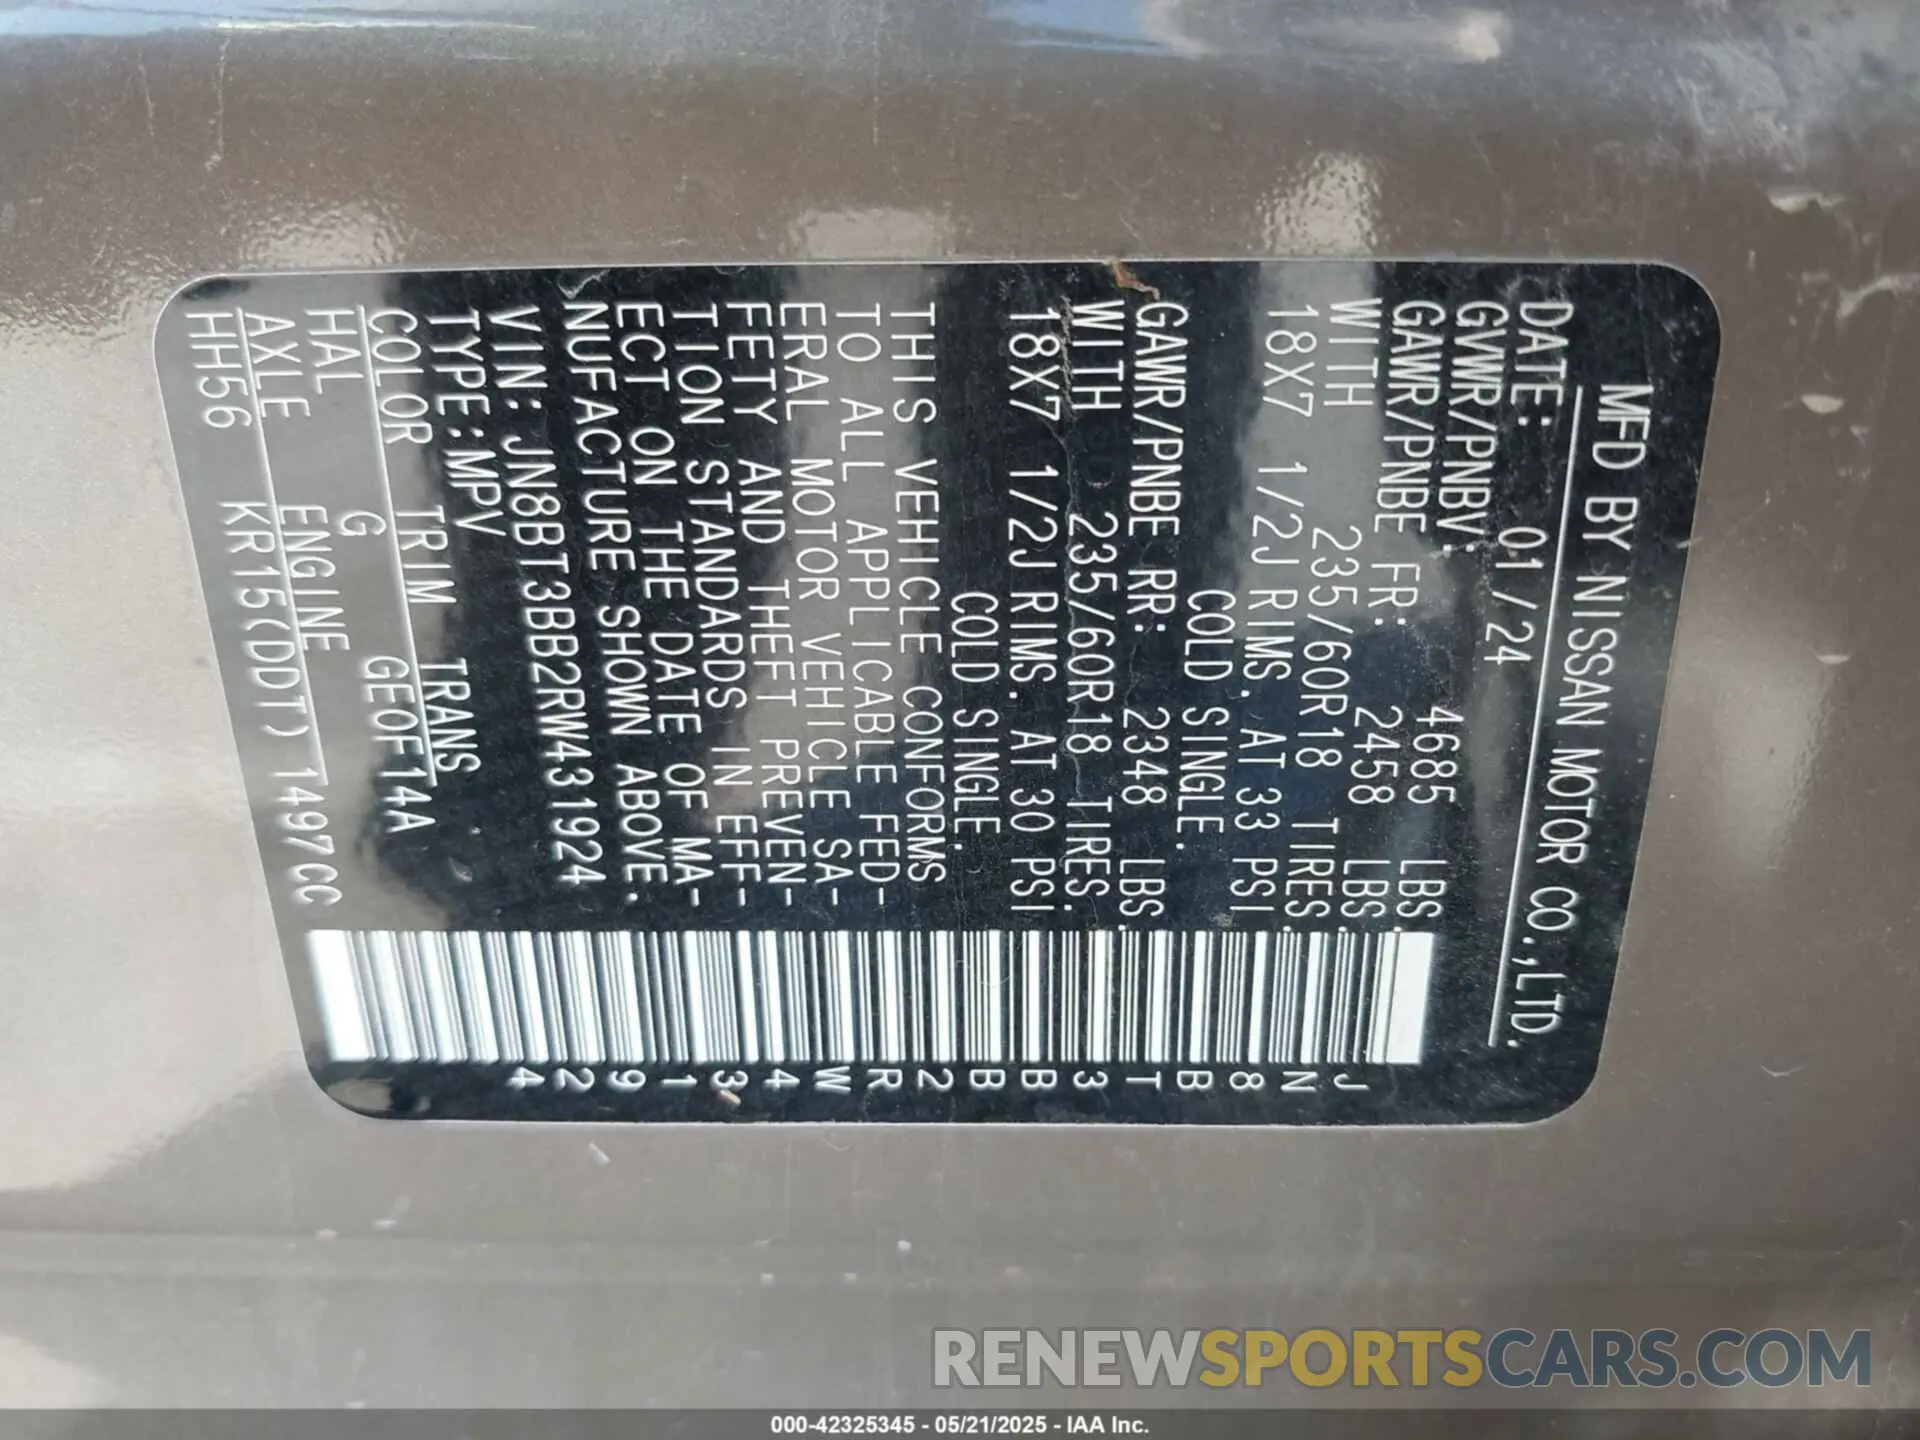 MFD BY NISSAN MOTOR CO.,LTD.
DATE: 01/24
GVWR/PNBV: 4685 LBS.
GAWR/PNBE FR: 2458 LBS.
WITH 235/60R18 TIRES.
18X7 1/2J RIMS. AT 33 PSI
COLD SINGLE.
GAWR/PNBE RR: 2348 LBS.
WITH 235/60R18 TIRES.
18X7 1/2J RIMS. AT 30 PSI
COLD SINGLE.
THIS VEHICLE CONFORMS
TO ALL APPLICABLE FED-
ERAL MOTOR VEHICLE SA-
FETY AND THEFT PREVEN-
TION STANDARDS IN EFF-
ECT ON THE DATE OF MA-
NUFACTURE SHOWN ABOVE.
VIN: JN8BT3BB2RW431924
TYPE:MPV
COLOR TRIM TRANS
HAL G GE0F14A
AXLE ENGINE
HH56 KR15(DDT) 1497CC
JN8BT3BB2RW431924
RENEWSPORTSCARS.COM
000-42325345 - 05/21/2025 - IAA Inc.